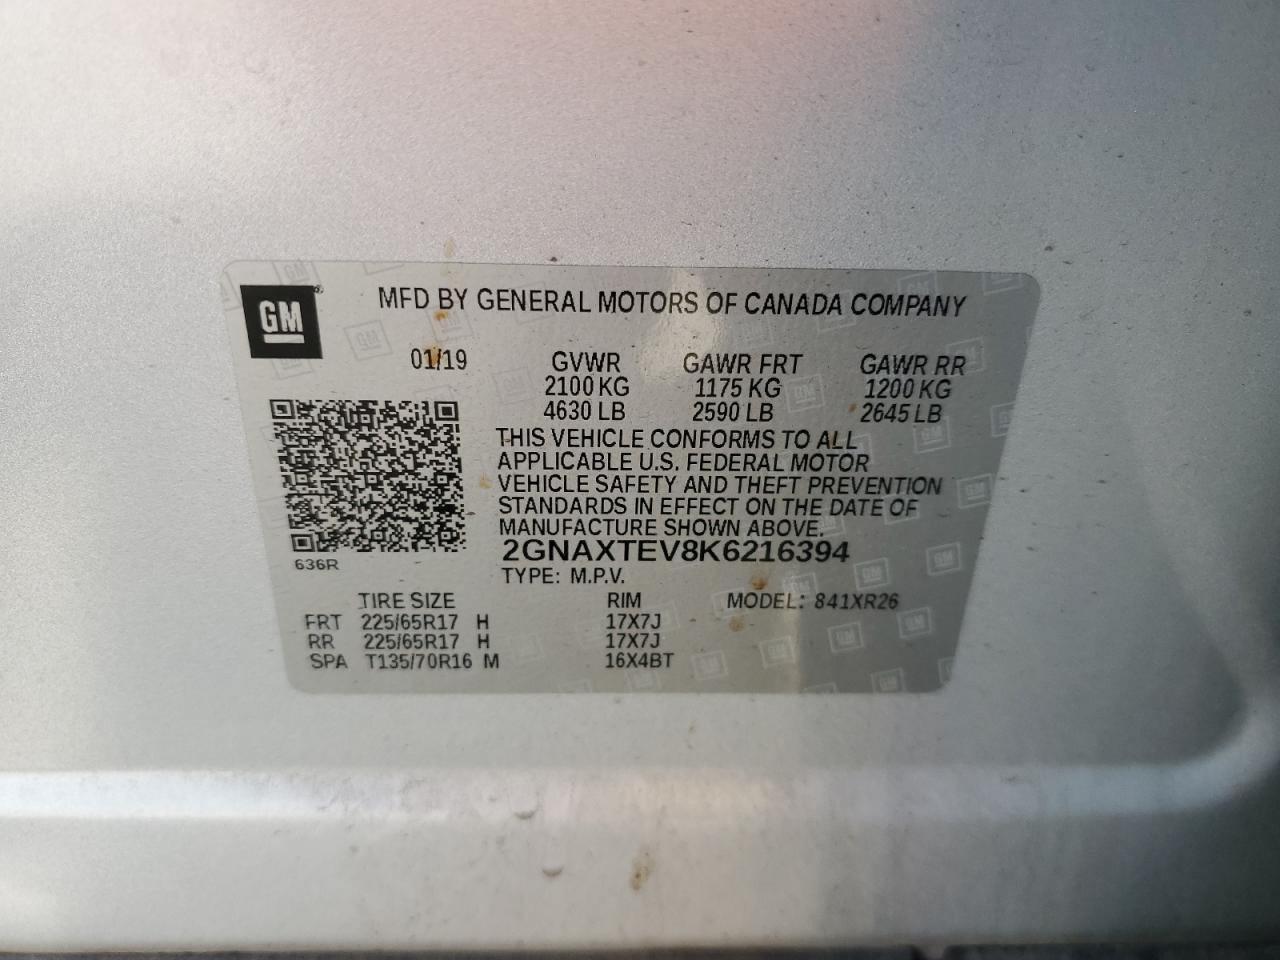 GM
MFD BY GENERAL MOTORS OF CANADA COMPANY
01/19 GVWR GAWR FRT GAWR RR
2100 KG 1175 KG 1200 KG
4630 LB 2590 LB 2645 LB
THIS VEHICLE CONFORMS TO ALL
APPLICABLE U.S. FEDERAL MOTOR
VEHICLE SAFETY AND THEFT PREVENTION
STANDARDS IN EFFECT ON THE DATE OF
MANUFACTURE SHOWN ABOVE.
2GNAXTEV8K6216394
636R
TYPE: M.P.V.
TIRE SIZE RIM MODEL: 841XR26
FRT 225/65R17 H 17X7J
RR 225/65R17 H 17X7J
SPA T135/70R16 M 16X4BT